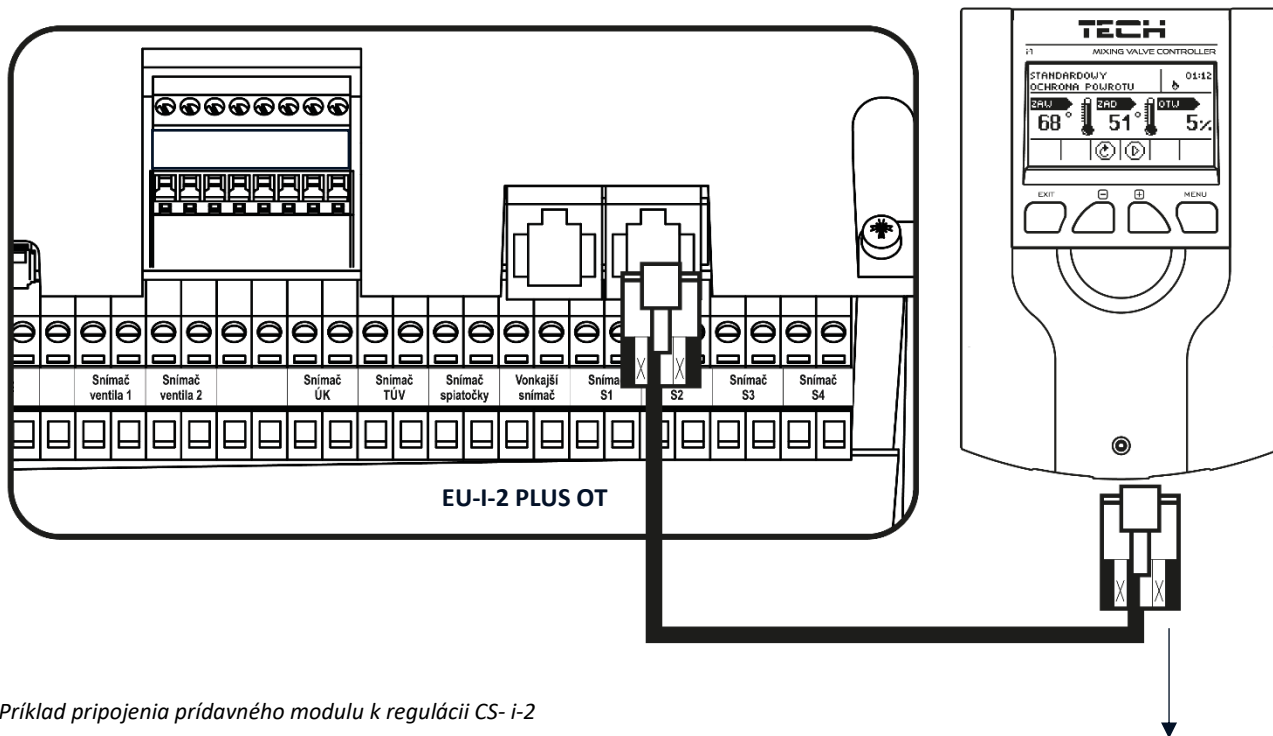 TECH
i1 MIXING VALVE CONTROLLER
STANDARDOWY 01:12
OCHRONA POWROTU
ZAW ZAD OTW
68° 51° 5%
EXIT MENU
Snímač ventila 1
Snímač ventila 2
Snímač ÚK
Snímač TÚV
Snímač spiatočky
Vonkajší snímač
S1
S2
Snímač S3
Snímač S4
EU-I-2 PLUS OT
Príklad pripojenia prídavného modulu k regulácii CS- i-2